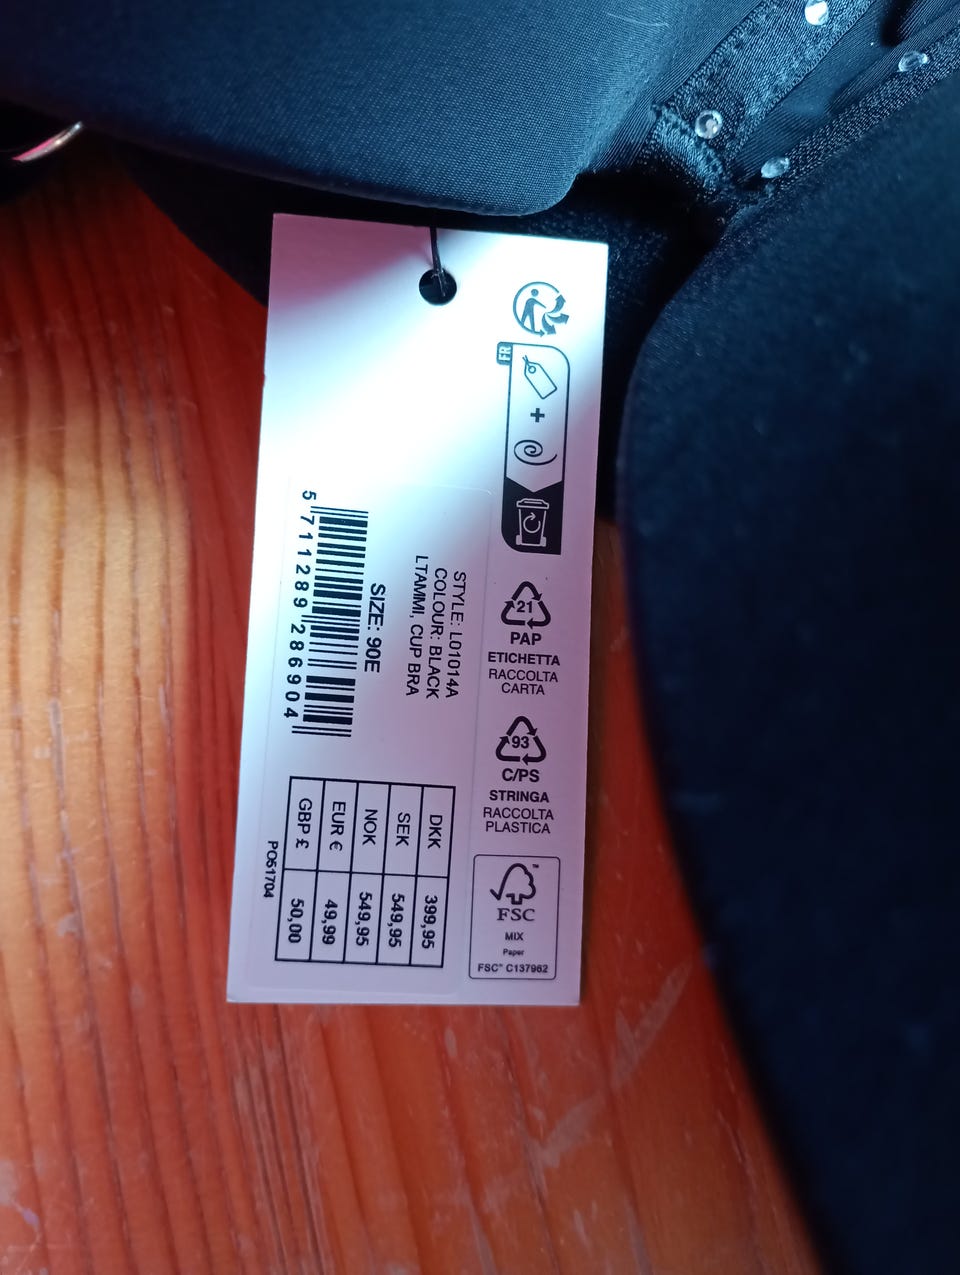 FR
+
21
PAP
ETICHETTA
RACCOLTA
CARTA
93
C/PS
STRINGA
RACCOLTA
PLASTICA
FSC™
MIX
Paper
FSC® C137962
STYLE: L01014A
COLOUR: BLACK
LTAMMI, CUP BRA
SIZE: 90E
5 711289 286904
DKK 399,95
SEK 549,95
NOK 549,95
EUR € 49,99
GBP £ 50,00
PO51704